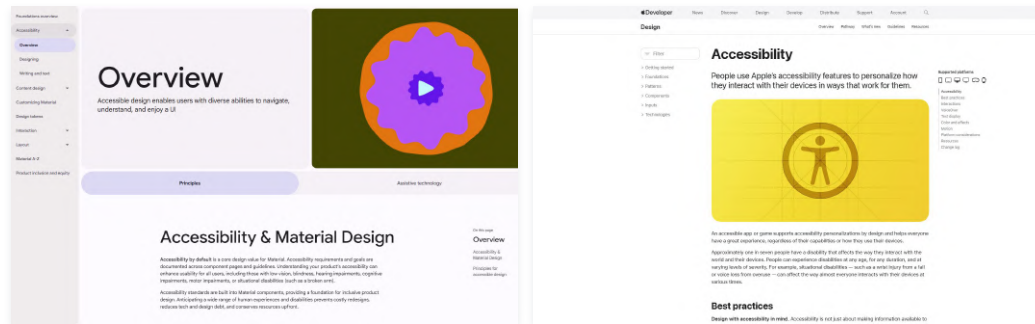 Foundations overview
Accessibility
Overview
Designing
Writing and text
Content design
Customizing Material
Design tokens
Interaction
Layout
Material A-Z
Product inclusion and equity
Overview
Accessible design enables users with diverse abilities to navigate,
understand, and enjoy a UI
Principles
Assistive technology
Accessibility & Material Design
Accessibility by default is a core design value for Material. Accessibility requirements and goals are
documented across component pages and guidelines. Understanding your product's accessibility can
enhance usability for all users, including those with low vision, blindness, hearing impairments, cognitive
impairments, motor impairments, or situational disabilities (such as a broken arm).
Accessibility standards are built into Material components, providing a foundation for inclusive product
design. Anticipating a wide range of human experiences and disabilities prevents costly redesigns,
reduces tech and design debt, and conserves resources upfront.
On this page
Overview
Accessibility &
Material Design
Principles for
accessible design
Developer
News
Discover
Design
Develop
Distribute
Support
Account
Design
Overview
What's new
Guidelines
Resources
Filter
Getting started
Foundations
Patterns
Components
Inputs
Technologies
Accessibility
People use Apple's accessibility features to personalize how
they interact with their devices in ways that work for them.
An accessible app or game supports accessibility personalizations by design and helps everyone
have a great experience, regardless of their capabilities or how they use their devices.
Approximately one in seven people have a disability that affects the way they interact with the
world and their devices. People can experience disabilities at any age, for any duration, and at
varying levels of severity. For example, situational disabilities — such as a wrist injury from a fall
or voice loss from overuse — can affect the way almost everyone interacts with their devices at
various times.
Best practices
Design with accessibility in mind. Accessibility is not just about making information available to
Supported platforms
Accessibility
Best practices
Interactions
Text display
Color and effects
Motion
Platform considerations
Resources
Change log